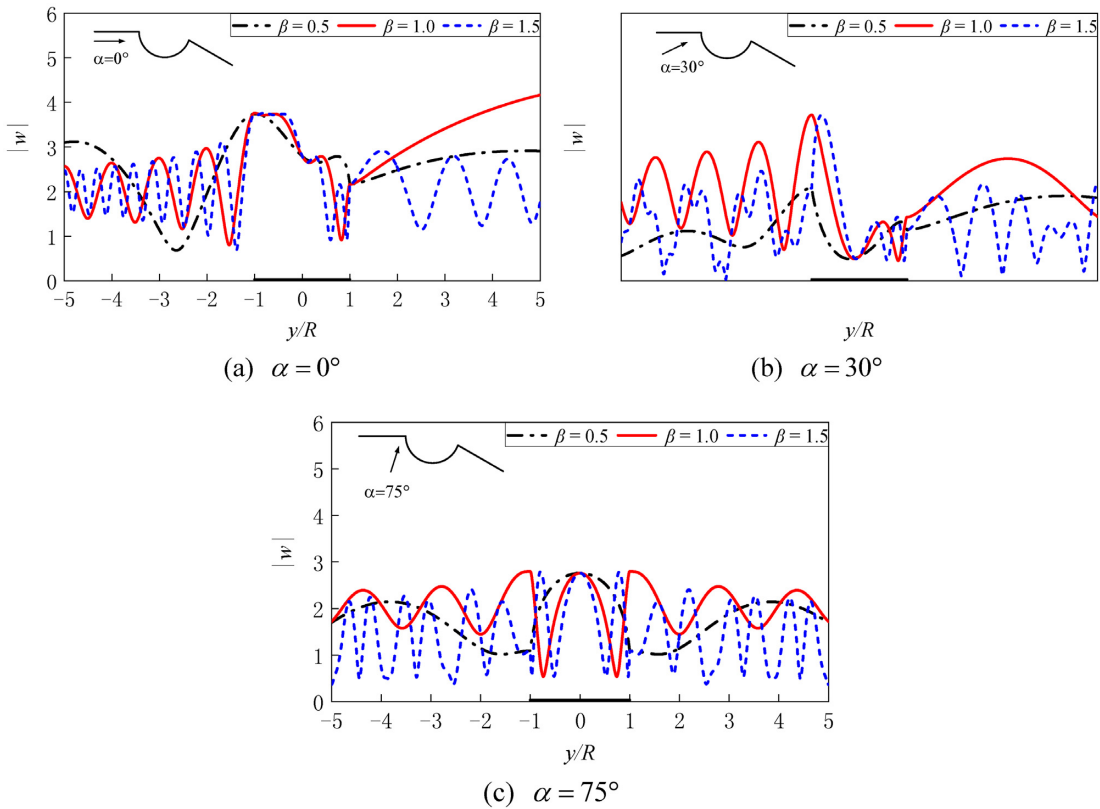 6
β = 0.5 β = 1.0 β = 1.5
5
α=0°
4
|w|
3
2
1
0
-5 -4 -3 -2 -1 0 1 2 3 4 5
y/R
(a) α = 0°
β = 0.5 β = 1.0 β = 1.5
α=30°
|w|
y/R
(b) α = 30°
6
β = 0.5 β = 1.0 β = 1.5
5
α=75°
4
|w|
3
2
1
0
-5 -4 -3 -2 -1 0 1 2 3 4 5
y/R
(c) α = 75°